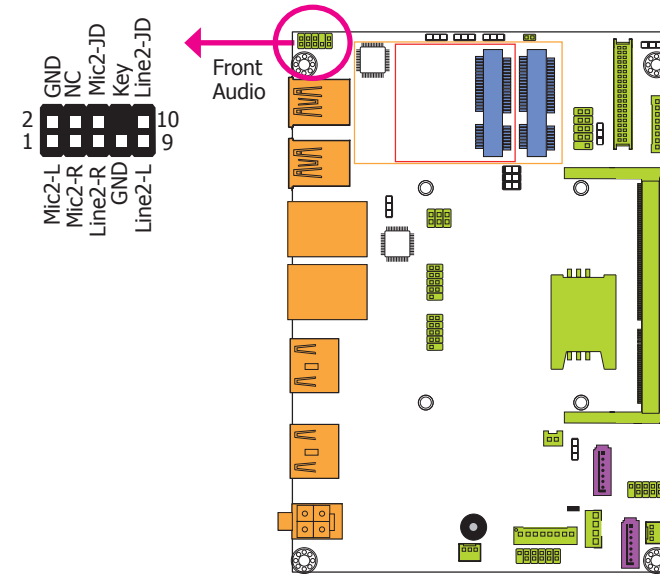 GND
NC
Mic2-JD
Key
Line2-JD
2
10
1
9
Mic2-L
Mic2-R
Line2-R
GND
Line2-L
Front
Audio